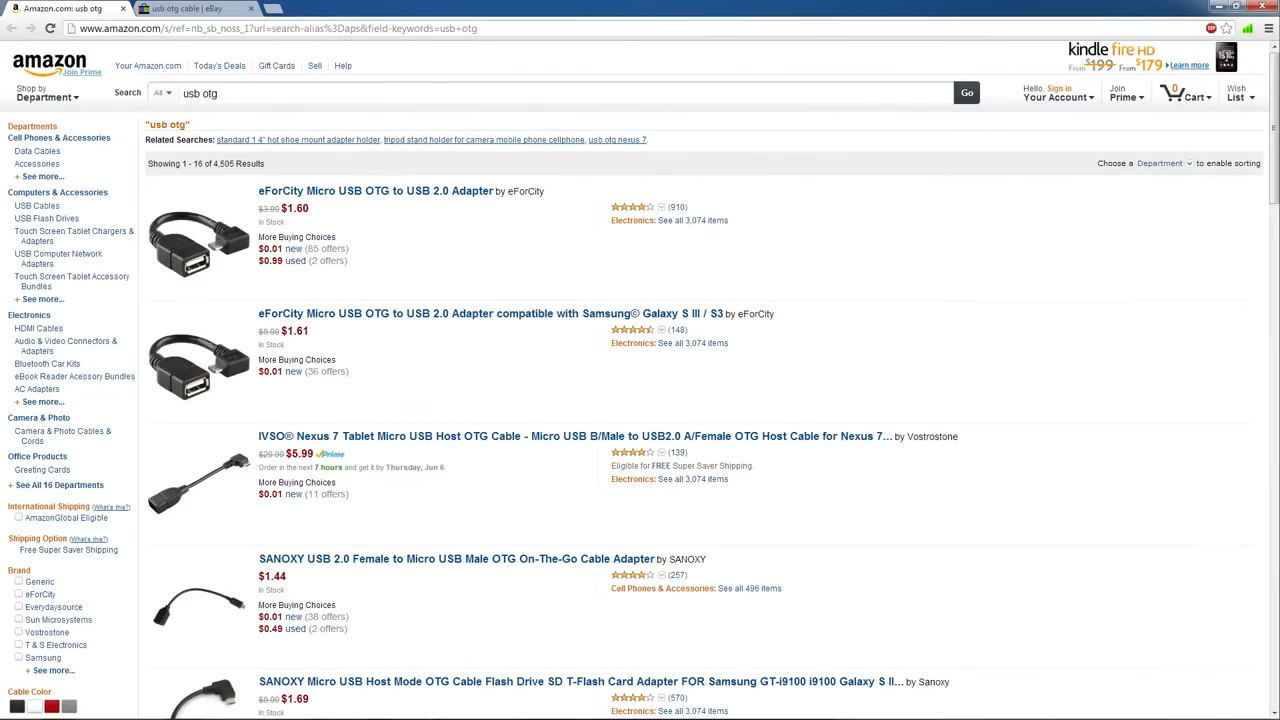 Amazon.com: usb otg
usb otg cable | eBay
www.amazon.com/s/ref=nb_sb_noss_1?url=search-alias%3Daps&field-keywords=usb+otg
amazon
Join Prime
Your Amazon.com
Today's Deals
Gift Cards
Sell
Help
kindle fire HD
From $199 From $179 Learn more
Shop by
Department
Search
All
usb otg
Go
Hello. Sign in
Your Account
Join
Prime
0
Cart
Wish
List
"usb otg"
Related Searches: standard 1 4" hot shoe mount adapter holder, tripod stand holder for camera mobile phone cellphone, usb otg nexus 7.
Showing 1 - 16 of 4,505 Results
Choose a Department to enable sorting
Departments
Cell Phones & Accessories
Data Cables
Accessories
+ See more...
Computers & Accessories
USB Cables
USB Flash Drives
Touch Screen Tablet Chargers &
Adapters
USB Computer Network
Adapters
Touch Screen Tablet Accessory
Bundles
+ See more...
Electronics
HDMI Cables
Audio & Video Connectors &
Adapters
Bluetooth Car Kits
eBook Reader Acessory Bundles
AC Adapters
+ See more...
Camera & Photo
Camera & Photo Cables &
Cords
Office Products
Greeting Cards
+ See All 16 Departments
International Shipping (What's this?)
AmazonGlobal Eligible
Shipping Option (What's this?)
Free Super Saver Shipping
Brand
Generic
eForCity
Everydaysource
Sun Microsystems
Vostrostone
T & S Electronics
Samsung
+ See more...
Cable Color
eForCity Micro USB OTG to USB 2.0 Adapter by eForCity
$3.99 $1.60
In Stock
More Buying Choices
$0.01 new (85 offers)
$0.99 used (2 offers)
(910)
Electronics: See all 3,074 items
eForCity Micro USB OTG to USB 2.0 Adapter compatible with Samsung© Galaxy S III / S3 by eForCity
$9.99 $1.61
In Stock
More Buying Choices
$0.01 new (36 offers)
(148)
Electronics: See all 3,074 items
IVSO® Nexus 7 Tablet Micro USB Host OTG Cable - Micro USB B/Male to USB2.0 A/Female OTG Host Cable for Nexus 7... by Vostrostone
$29.99 $5.99 Prime
Order in the next 7 hours and get it by Thursday, Jun 6
More Buying Choices
$0.01 new (11 offers)
(139)
Eligible for FREE Super Saver Shipping.
Electronics: See all 3,074 items
SANOXY USB 2.0 Female to Micro USB Male OTG On-The-Go Cable Adapter by SANOXY
$1.44
In Stock
More Buying Choices
$0.01 new (38 offers)
$0.49 used (2 offers)
(257)
Cell Phones & Accessories: See all 496 items
SANOXY Micro USB Host Mode OTG Cable Flash Drive SD T-Flash Card Adapter FOR Samsung GT-i9100 i9100 Galaxy S II... by Sanoxy
$9.99 $1.69
In Stock
(570)
Electronics: See all 3,074 items